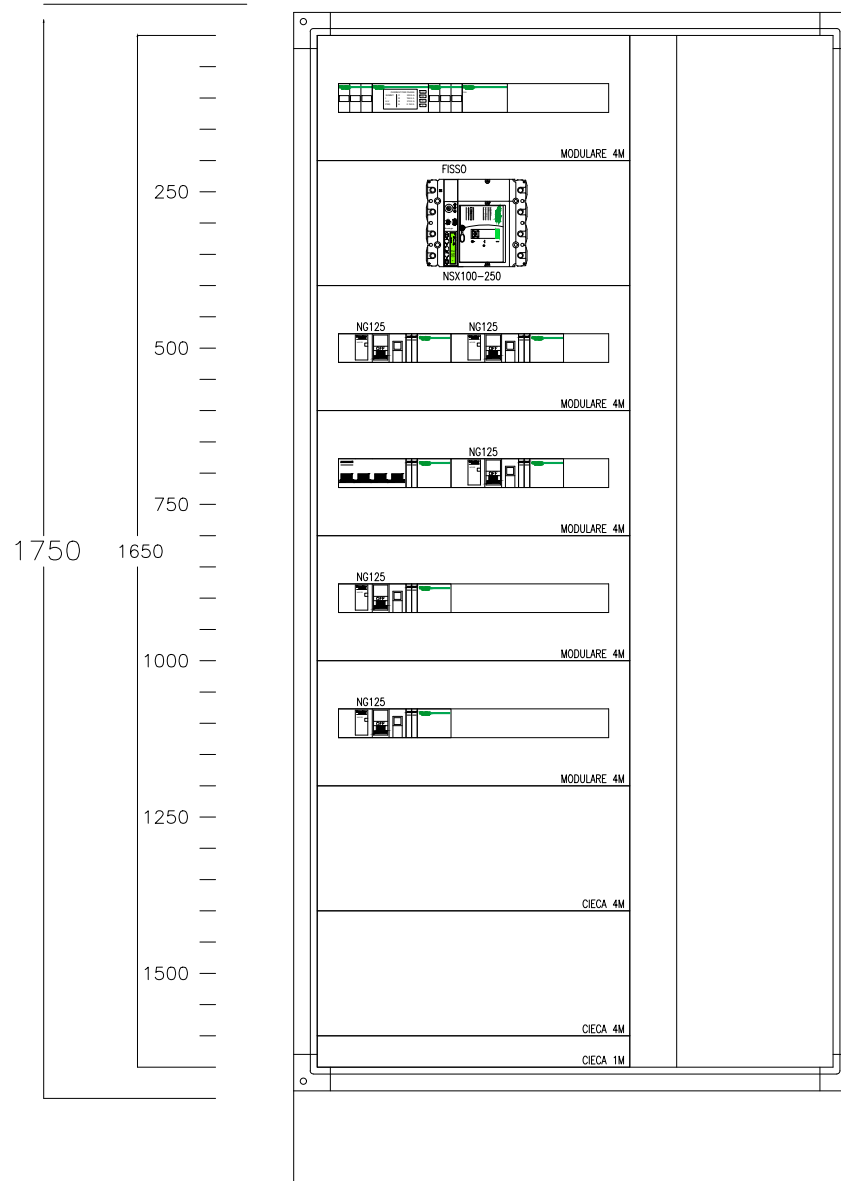 MODULARE 4M
FISSO
250
NSX100-250
NG125 NG125
500
MODULARE 4M
NG125
750
MODULARE 4M
1750 1650
NG125
1000
MODULARE 4M
NG125
MODULARE 4M
1250
CIECA 4M
1500
CIECA 4M
CIECA 1M